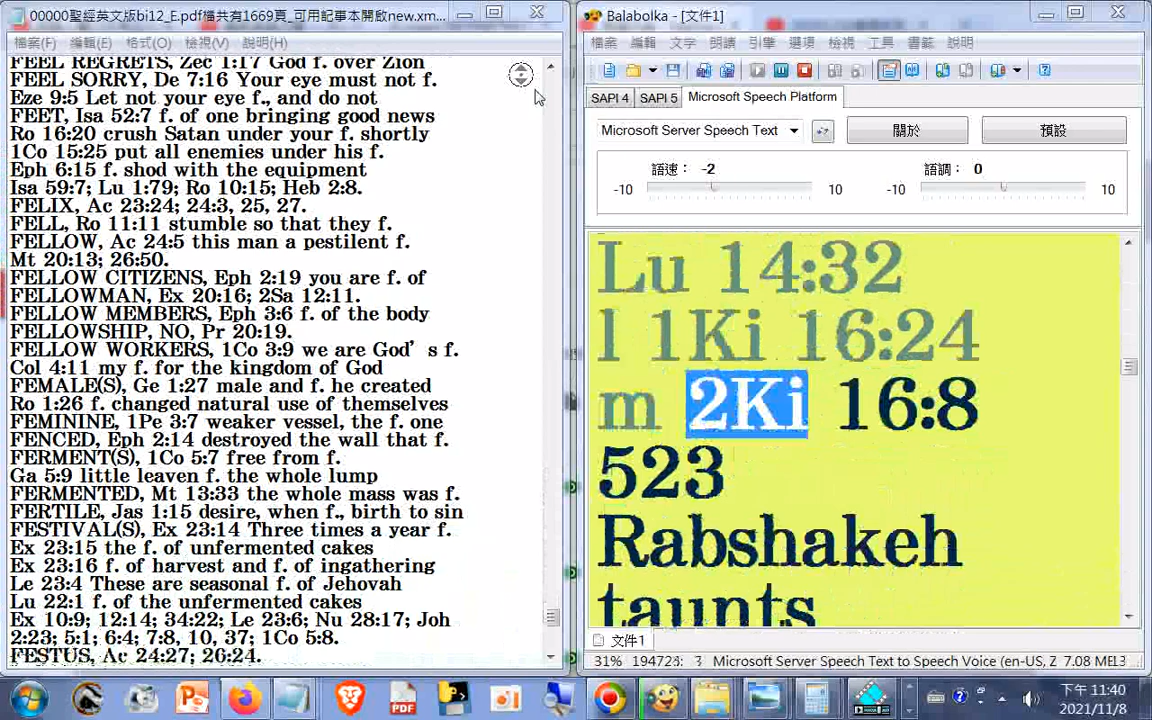 00000聖經英文版bi12_E.pdf檔共有1669頁_可用記事本開啟new.xm...
檔案(F) 編輯(E) 格式(O) 檢視(V) 說明(H)
FEEL REGRETS, Zec 1:17 God f. over Zion
FEEL SORRY, De 7:16 Your eye must not f.
Eze 9:5 Let not your eye f., and do not
FEET, Isa 52:7 f. of one bringing good news
Ro 16:20 crush Satan under your f. shortly
1Co 15:25 put all enemies under his f.
Eph 6:15 f. shod with the equipment
Isa 59:7; Lu 1:79; Ro 10:15; Heb 2:8.
FELIX, Ac 23:24; 24:3, 25, 27.
FELL, Ro 11:11 stumble so that they f.
FELLOW, Ac 24:5 this man a pestilent f.
Mt 20:13; 26:50.
FELLOW CITIZENS, Eph 2:19 you are f. of
FELLOWMAN, Ex 20:16; 2Sa 12:11.
FELLOW MEMBERS, Eph 3:6 f. of the body
FELLOWSHIP, NO, Pr 20:19.
FELLOW WORKERS, 1Co 3:9 we are God’s f.
Col 4:11 my f. for the kingdom of God
FEMALE(S), Ge 1:27 male and f. he created
Ro 1:26 f. changed natural use of themselves
FEMININE, 1Pe 3:7 weaker vessel, the f. one
FENCED, Eph 2:14 destroyed the wall that f.
FERMENT(S), 1Co 5:7 free from f.
Ga 5:9 little leaven f. the whole lump
FERMENTED, Mt 13:33 the whole mass was f.
FERTILE, Jas 1:15 desire, when f., birth to sin
FESTIVAL(S), Ex 23:14 Three times a year f.
Ex 23:15 the f. of unfermented cakes
Ex 23:16 f. of harvest and f. of ingathering
Le 23:4 These are seasonal f. of Jehovah
Lu 22:1 f. of the unfermented cakes
Ex 10:9; 12:14; 34:22; Le 23:6; Nu 28:17; Joh
2:23; 5:1; 6:4; 7:8, 10, 37; 1Co 5:8.
FESTUS, Ac 24:27; 26:24.
Balabolka - [文件1]
檔案 編輯 文字 朗讀 引擎 選項 檢視 工具 書籤 說明
SAPI 4 SAPI 5 Microsoft Speech Platform
Microsoft Server Speech Text 關於 預設
語速: -2 語調: 0
-10 10 -10 10
Lu 14:32
l 1Ki 16:24
m 2Ki 16:8
523
Rabshakeh
taunts
文件1
31% Microsoft Server Speech Text to Speech Voice (en-US, Z 7.08 ME
PDF
下午 11:40
2021/11/8